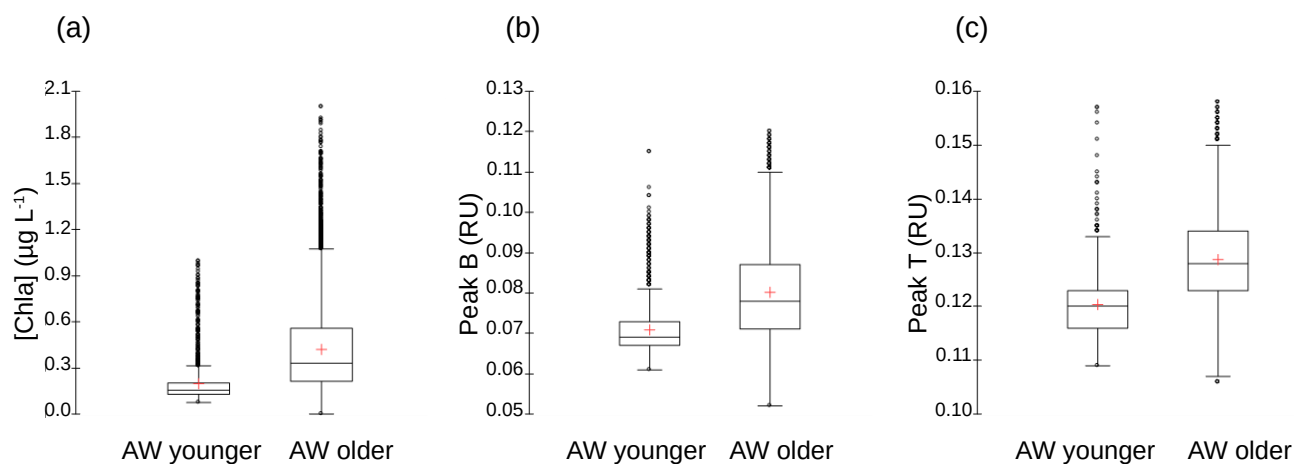 (a)
(b)
(c)
[Chla] (µg L-1)
2.1
1.8
1.5
1.2
0.9
0.6
0.3
0.0
AW younger
AW older
Peak B (RU)
0.13
0.12
0.11
0.10
0.09
0.08
0.07
0.06
0.05
AW younger
AW older
Peak T (RU)
0.16
0.15
0.14
0.13
0.12
0.11
0.10
AW younger
AW older